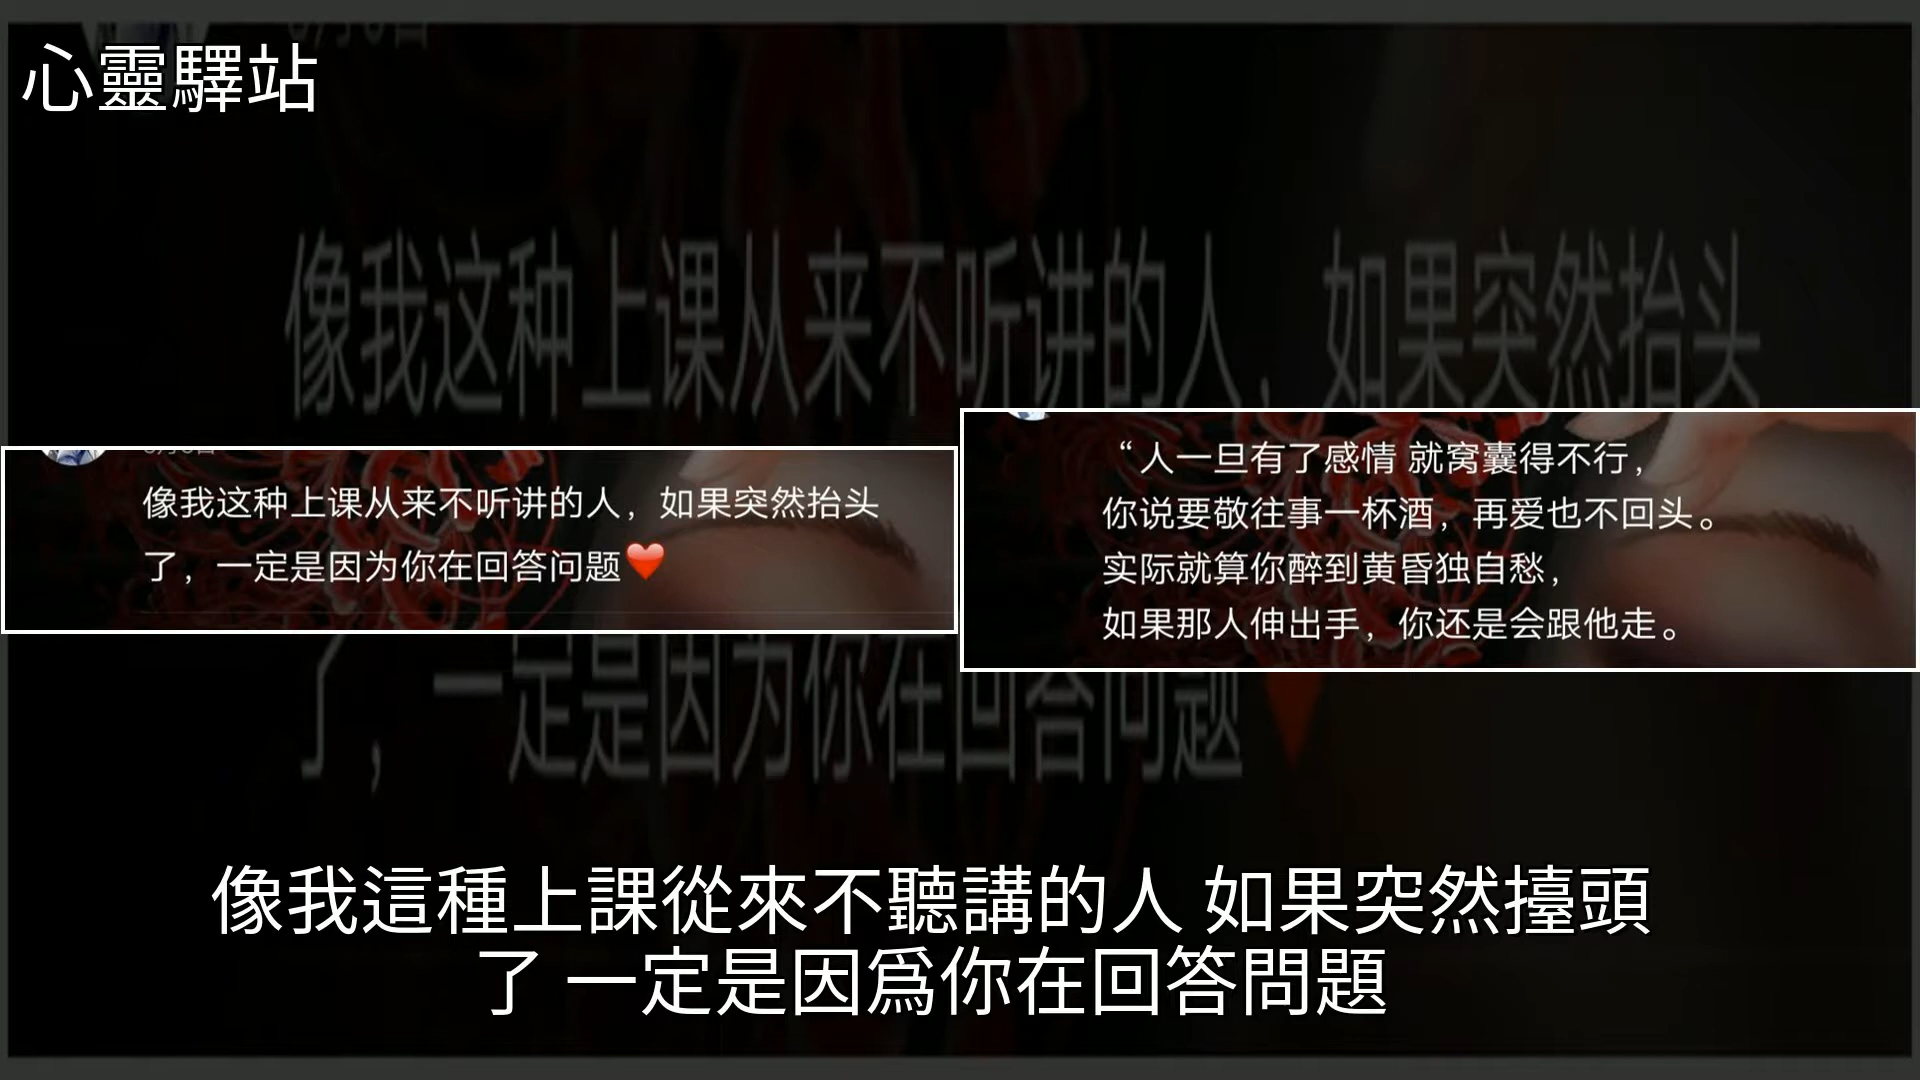 心靈驛站
像我这种上课从来不听讲的人，如果突然抬头
像我这种上课从来不听讲的人，如果突然抬头
了，一定是因为你在回答问题❤️
“人一旦有了感情 就窝囊得不行，
你说要敬往事一杯酒，再爱也不回头。
实际就算你醉到黄昏独自愁，
如果那人伸出手，你还是会跟他走。
了，一定是因为你在回答问题
像我這種上課從來不聽講的人 如果突然擡頭
了 一定是因爲你在回答問題